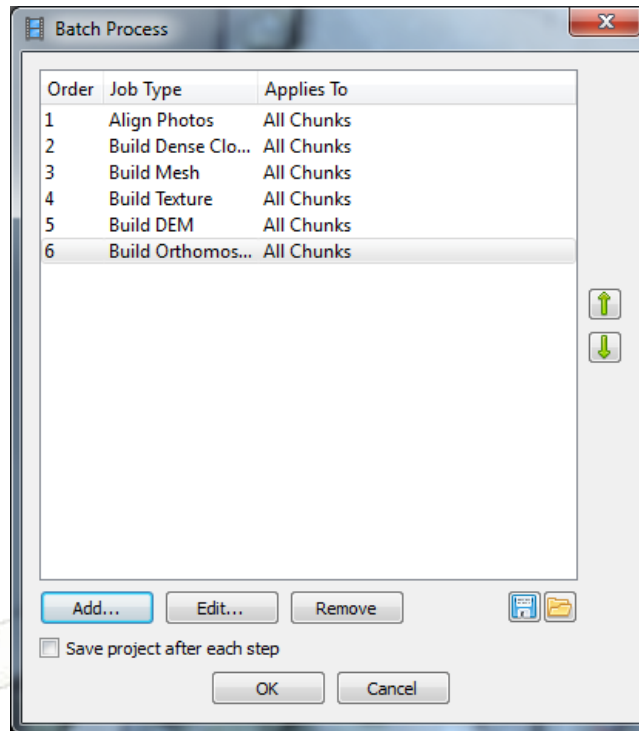 Batch Process
Order Job Type Applies To
1 Align Photos All Chunks
2 Build Dense Clo... All Chunks
3 Build Mesh All Chunks
4 Build Texture All Chunks
5 Build DEM All Chunks
6 Build Orthomos... All Chunks
Add... Edit... Remove
Save project after each step
OK Cancel